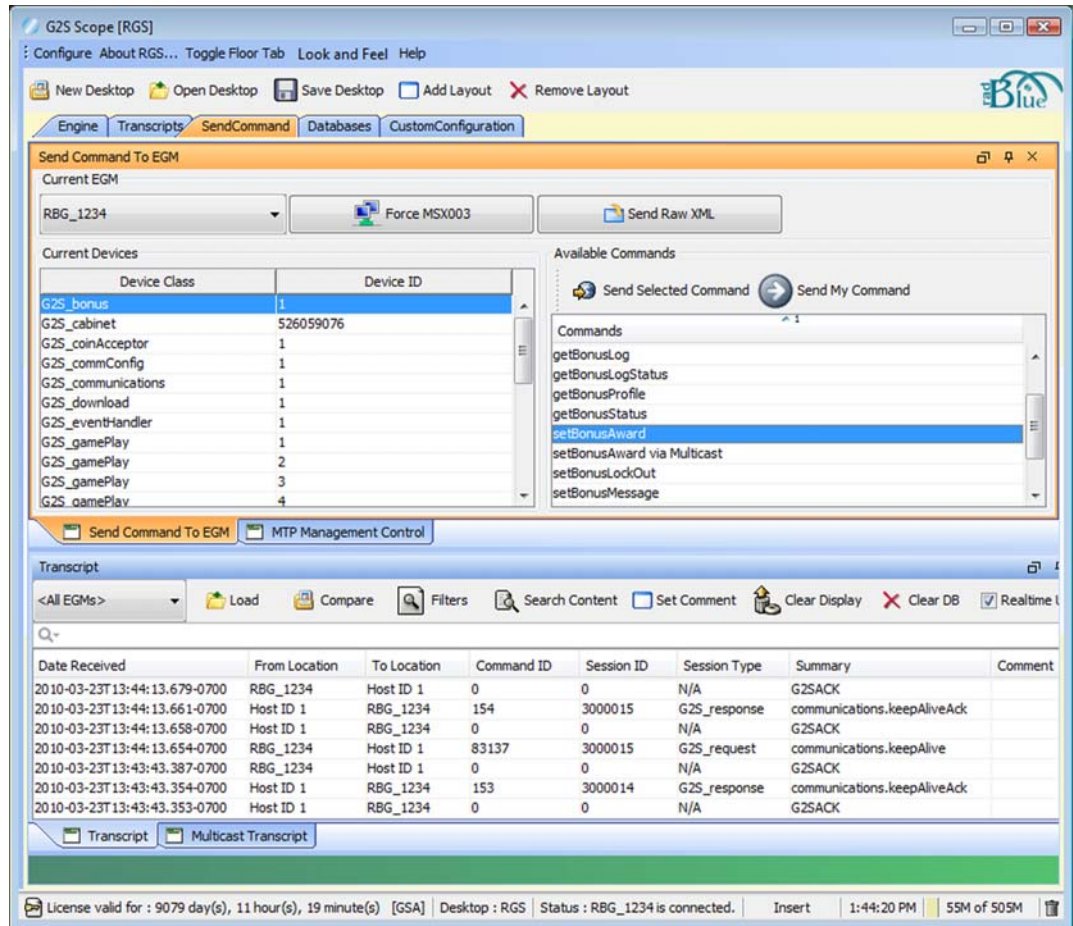 G2S Scope [RGS]
Configure About RGS... Toggle Floor Tab Look and Feel Help
New Desktop Open Desktop Save Desktop Add Layout Remove Layout
rad Blue
Engine Transcripts SendCommand Databases CustomConfiguration
Send Command To EGM
Current EGM
RBG_1234 Force MSX003 Send Raw XML
Current Devices
Device Class Device ID
G2S_bonus 1
G2S_cabinet 526059076
G2S_coinAcceptor 1
G2S_commConfig 1
G2S_communications 1
G2S_download 1
G2S_eventHandler 1
G2S_gamePlay 1
G2S_gamePlay 2
G2S_gamePlay 3
G2S_gamePlay 4
Available Commands
Send Selected Command Send My Command
Commands 1
getBonusLog
getBonusLogStatus
getBonusProfile
getBonusStatus
setBonusAward
setBonusAward via Multicast
setBonusLockOut
setBonusMessage
Send Command To EGM MTP Management Control
Transcript
<All EGMs> Load Compare Filters Search Content Set Comment Clear Display Clear DB Realtime
Date Received From Location To Location Command ID Session ID Session Type Summary Comment
2010-03-23T13:44:13.679-0700 RBG_1234 Host ID 1 0 0 N/A G2SACK
2010-03-23T13:44:13.661-0700 Host ID 1 RBG_1234 154 3000015 G2S_response communications.keepAliveAck
2010-03-23T13:44:13.658-0700 Host ID 1 RBG_1234 0 0 N/A G2SACK
2010-03-23T13:44:13.654-0700 RBG_1234 Host ID 1 83137 3000015 G2S_request communications.keepAlive
2010-03-23T13:43:43.387-0700 RBG_1234 Host ID 1 0 0 N/A G2SACK
2010-03-23T13:43:43.354-0700 Host ID 1 RBG_1234 153 3000014 G2S_response communications.keepAliveAck
2010-03-23T13:43:43.353-0700 Host ID 1 RBG_1234 0 0 N/A G2SACK
Transcript Multicast Transcript
License valid for : 9079 day(s), 11 hour(s), 19 minute(s) [GSA] Desktop : RGS Status : RBG_1234 is connected. Insert 1:44:20 PM 55M of 505M